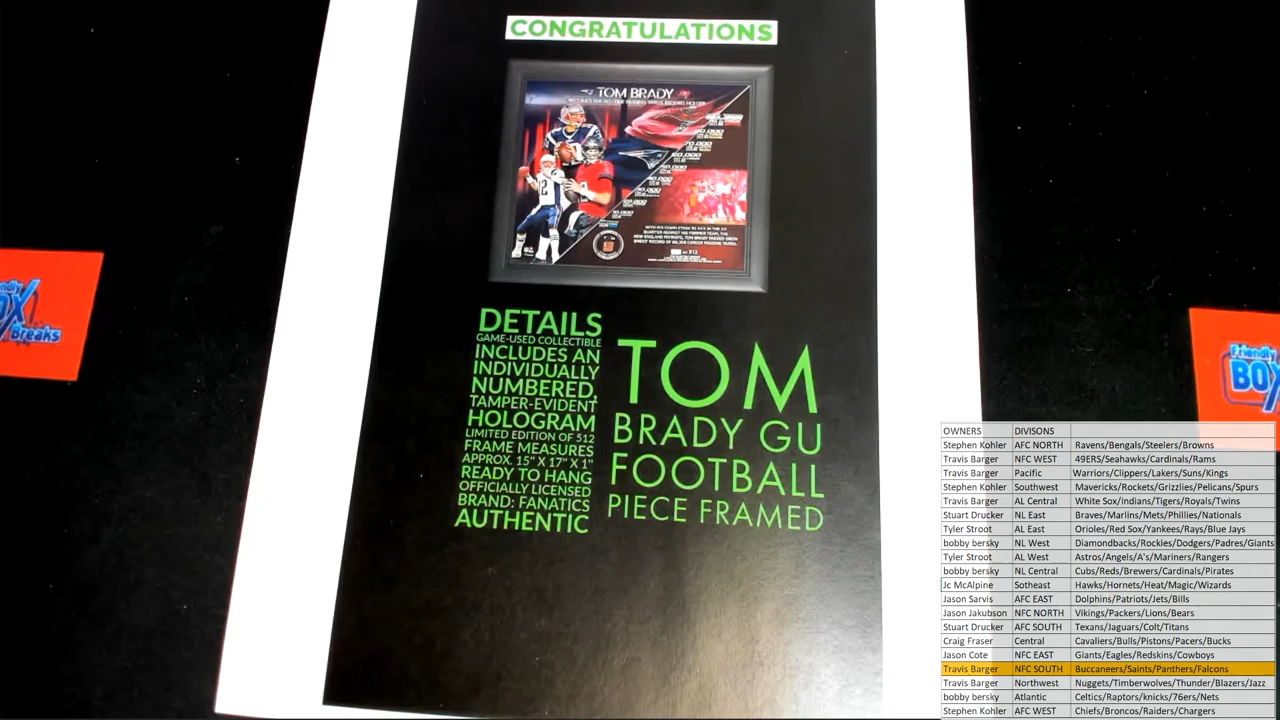 CONGRATULATIONS
TOM BRADY
DETAILS
GAME-USED COLLECTIBLE
INCLUDES AN
INDIVIDUALLY
NUMBERED,
TAMPER-EVIDENT
HOLOGRAM
LIMITED EDITION OF 512
FRAME MEASURES
APPROX. 15" X 17" X 1"
READY TO HANG
OFFICIALLY LICENSED
BRAND: FANATICS
AUTHENTIC
TOM
BRADY GU
FOOTBALL
PIECE FRAMED
Breaks
Friendly
BOX
OWNERS DIVISONS
Stephen Kohler AFC NORTH Ravens/Bengals/Steelers/Browns
Travis Barger NFC WEST 49ERS/Seahawks/Cardinals/Rams
Travis Barger Pacific Warriors/Clippers/Lakers/Suns/Kings
Stephen Kohler Southwest Mavericks/Rockets/Grizzlies/Pelicans/Spurs
Travis Barger AL Central White Sox/Indians/Tigers/Royals/Twins
Stuart Drucker NL East Braves/Marlins/Mets/Phillies/Nationals
Tyler Stroot AL East Orioles/Red Sox/Yankees/Rays/Blue Jays
bobby bersky NL West Diamondbacks/Rockies/Dodgers/Padres/Giants
Tyler Stroot AL West Astros/Angels/A's/Mariners/Rangers
bobby bersky NL Central Cubs/Reds/Brewers/Cardinals/Pirates
Jc McAlpine Sotheast Hawks/Hornets/Heat/Magic/Wizards
Jason Sarvis AFC EAST Dolphins/Patriots/Jets/Bills
Jason Jakubson NFC NORTH Vikings/Packers/Lions/Bears
Stuart Drucker AFC SOUTH Texans/Jaguars/Colt/Titans
Craig Fraser Central Cavaliers/Bulls/Pistons/Pacers/Bucks
Jason Cote NFC EAST Giants/Eagles/Redskins/Cowboys
Travis Barger NFC SOUTH Buccaneers/Saints/Panthers/Falcons
Travis Barger Northwest Nuggets/Timberwolves/Thunder/Blazers/Jazz
bobby bersky Atlantic Celtics/Raptors/knicks/76ers/Nets
Stephen Kohler AFC WEST Chiefs/Broncos/Raiders/Chargers